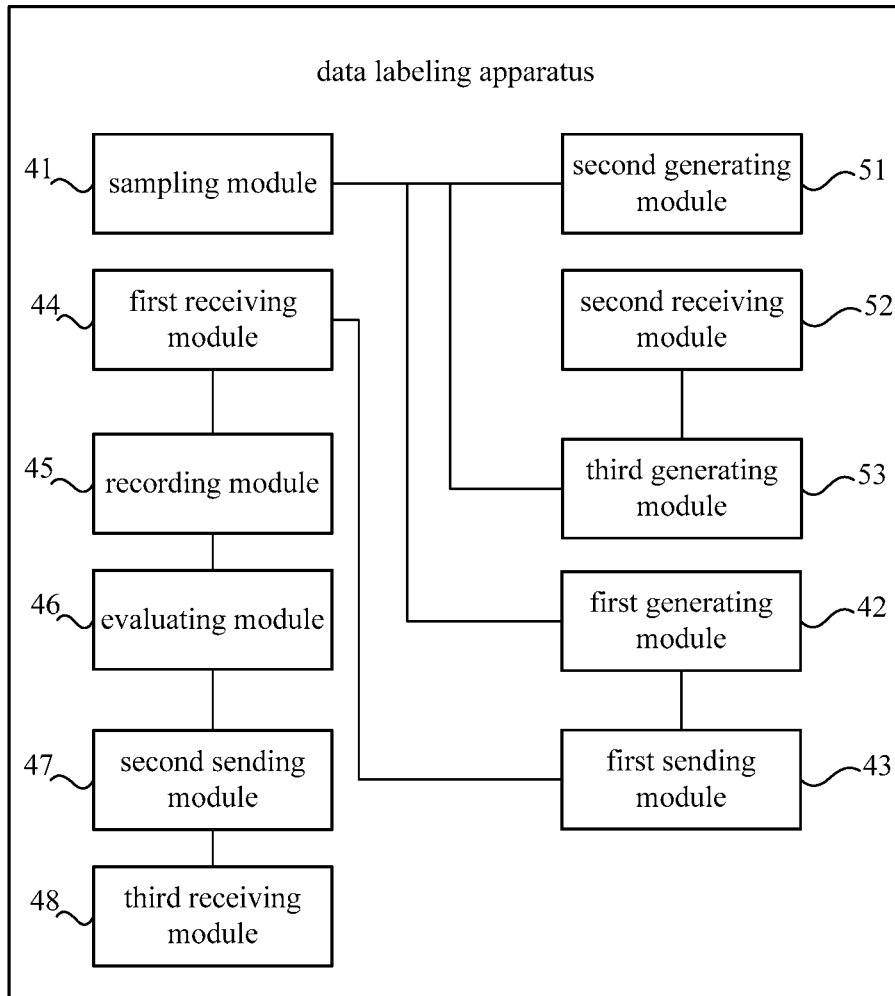 data labeling apparatus
41
sampling module
second generating
module
51
44
first receiving
module
second receiving
module
52
45
recording module
third generating
module
53
46
evaluating module
first generating
module
42
47
second sending
module
first sending
module
43
48
third receiving
module